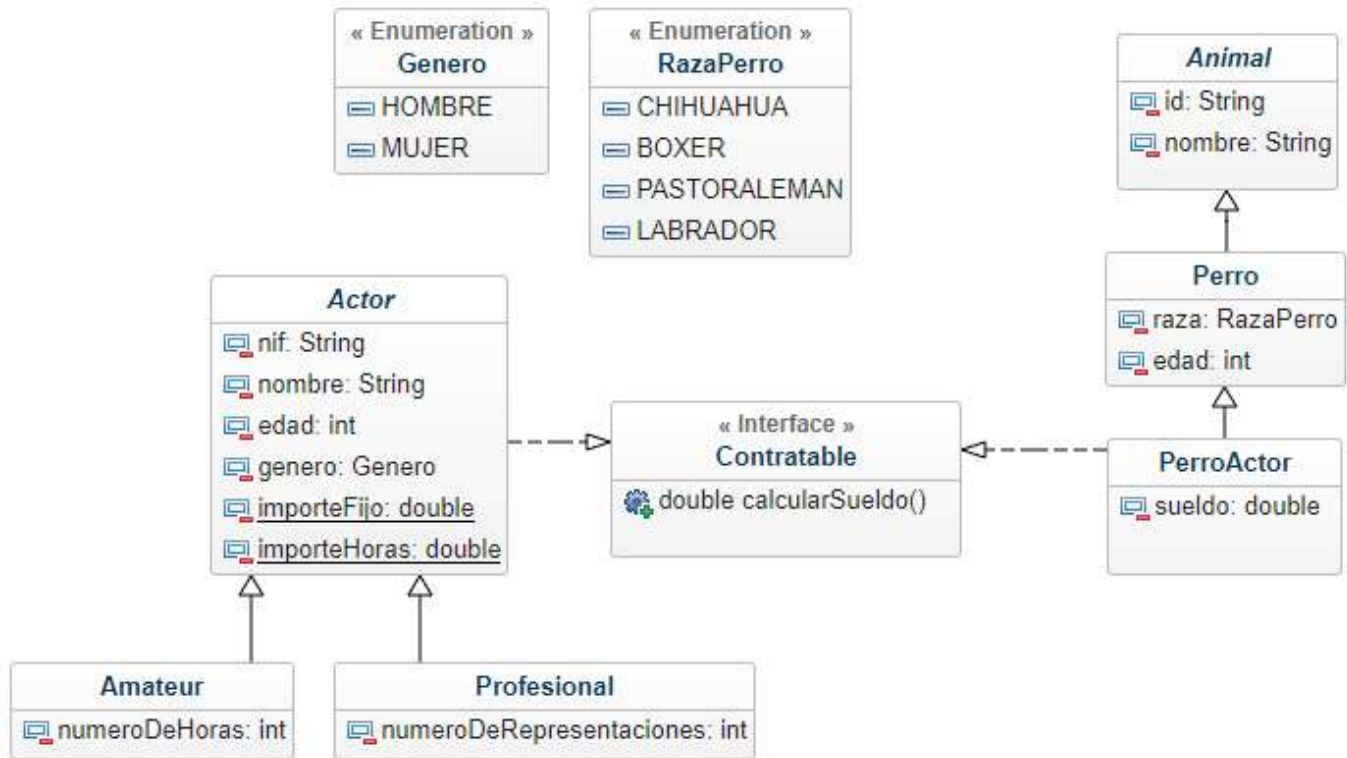 « Enumeration »
Genero
HOMBRE
MUJER
« Enumeration »
RazaPerro
CHIHUAHUA
BOXER
PASTORALEMAN
LABRADOR
Animal
id: String
nombre: String
Perro
raza: RazaPerro
edad: int
Actor
nif: String
nombre: String
edad: int
genero: Genero
importeFijo: double
importeHoras: double
« Interface »
Contratable
double calcularSueldo()
PerroActor
sueldo: double
Amateur
numeroDeHoras: int
Profesional
numeroDeRepresentaciones: int